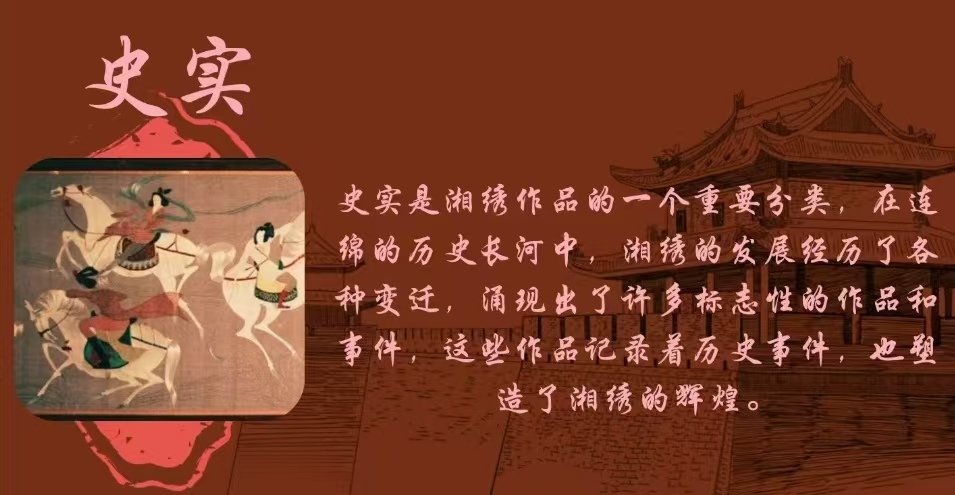 史实
史实是湘绣作品的一个重要分类，在连
绵的历史长河中，湘绣的发展经历了各
种变迁，涌现出了许多标志性的作品和
事件，这些作品记录着历史事件，也塑
造了湘绣的辉煌。